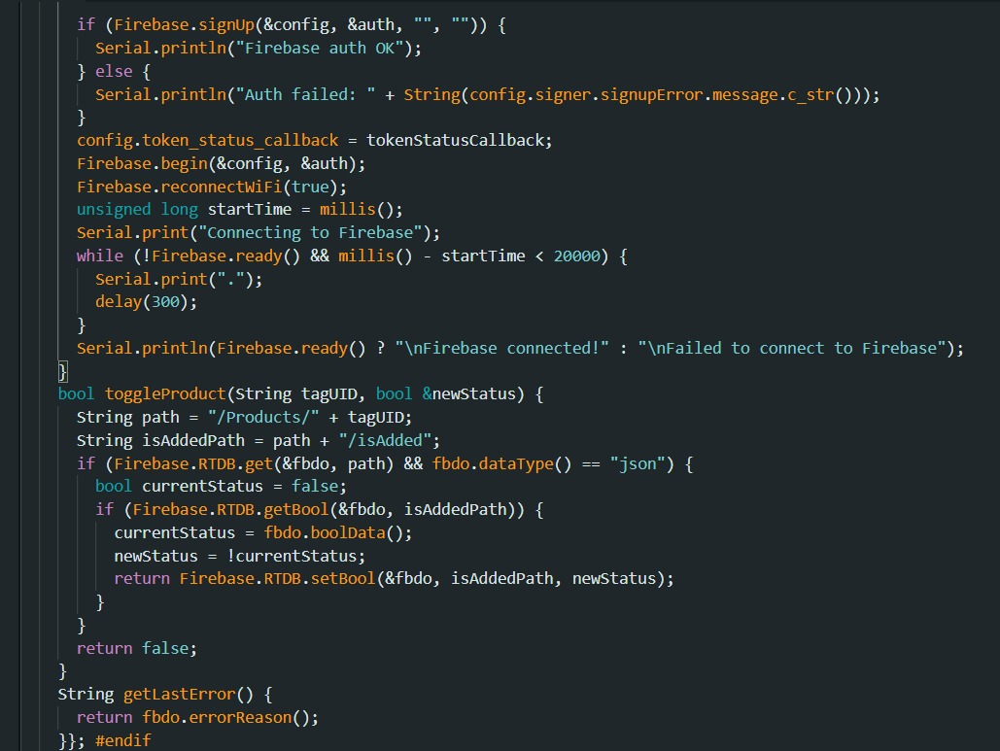 if (Firebase.signUp(&config, &auth, "", "")) {
Serial.println("Firebase auth OK");
} else {
Serial.println("Auth failed: " + String(config.signer.signupError.message.c_str()));
}
config.token_status_callback = tokenStatusCallback;
Firebase.begin(&config, &auth);
Firebase.reconnectWiFi(true);
unsigned long startTime = millis();
Serial.print("Connecting to Firebase");
while (!Firebase.ready() && millis() - startTime < 20000) {
Serial.print(".");
delay(300);
}
Serial.println(Firebase.ready() ? "\nFirebase connected!" : "\nFailed to connect to Firebase");
}
bool toggleProduct(String tagUID, bool &newStatus) {
String path = "/Products/" + tagUID;
String isAddedPath = path + "/isAdded";
if (Firebase.RTDB.get(&fbdo, path) && fbdo.dataType() == "json") {
bool currentStatus = false;
if (Firebase.RTDB.getBool(&fbdo, isAddedPath)) {
currentStatus = fbdo.boolData();
newStatus = !currentStatus;
return Firebase.RTDB.setBool(&fbdo, isAddedPath, newStatus);
}
}
return false;
}
String getLastError() {
return fbdo.errorReason();
}}; #endif